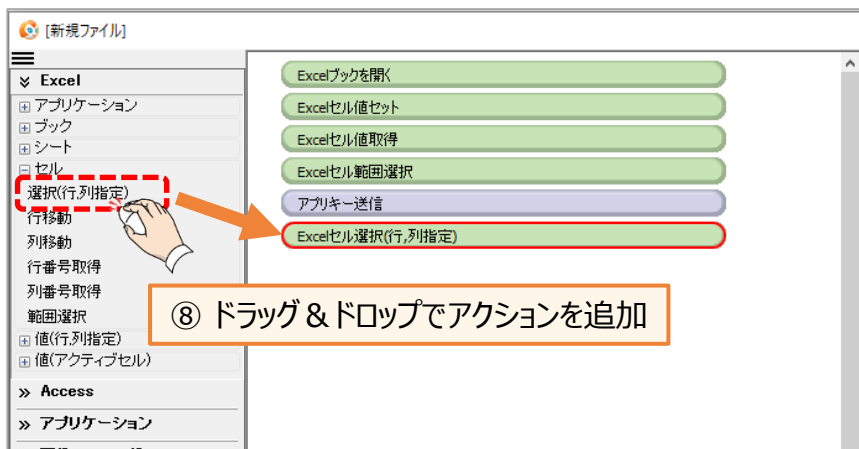 [新規ファイル]
Excel
アプリケーション
ブック
シート
セル
選択(行,列指定)
行移動
列移動
行番号取得
列番号取得
範囲選択
値(行,列指定)
値(アクティブセル)
Access
アプリケーション
Excelブックを開く
Excelセル値セット
Excelセル値取得
Excelセル範囲選択
アプリキー送信
Excelセル選択(行,列指定)
⑧ ドラッグ＆ドロップでアクションを追加